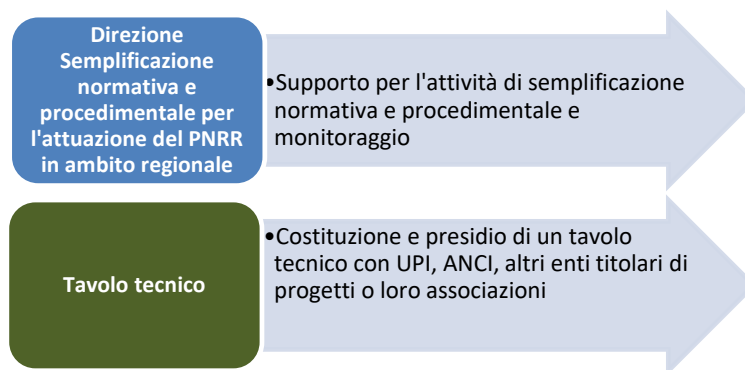 Direzione
Semplificazione
normativa e
procedimentale per
l'attuazione del PNRR
in ambito regionale
•Supporto per l'attività di semplificazione
normativa e procedimentale e
monitoraggio
Tavolo tecnico
•Costituzione e presidio di un tavolo
tecnico con UPI, ANCI, altri enti titolari di
progetti o loro associazioni